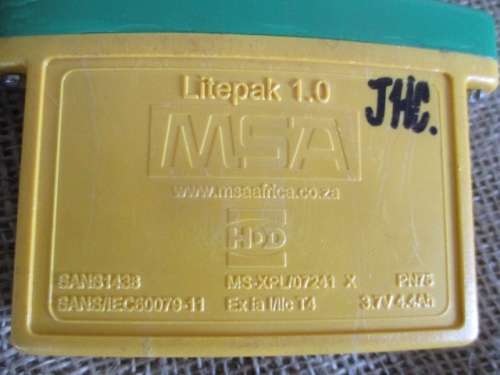 Litepak 1.0
JHC.
MSA
www.msaafrica.co.za
HDD
SANS1438 MS-XPL/07241 X IPN75
SANS/IEC60079-11 Ex ia I/IIc T4 3.7V 4.4Ah